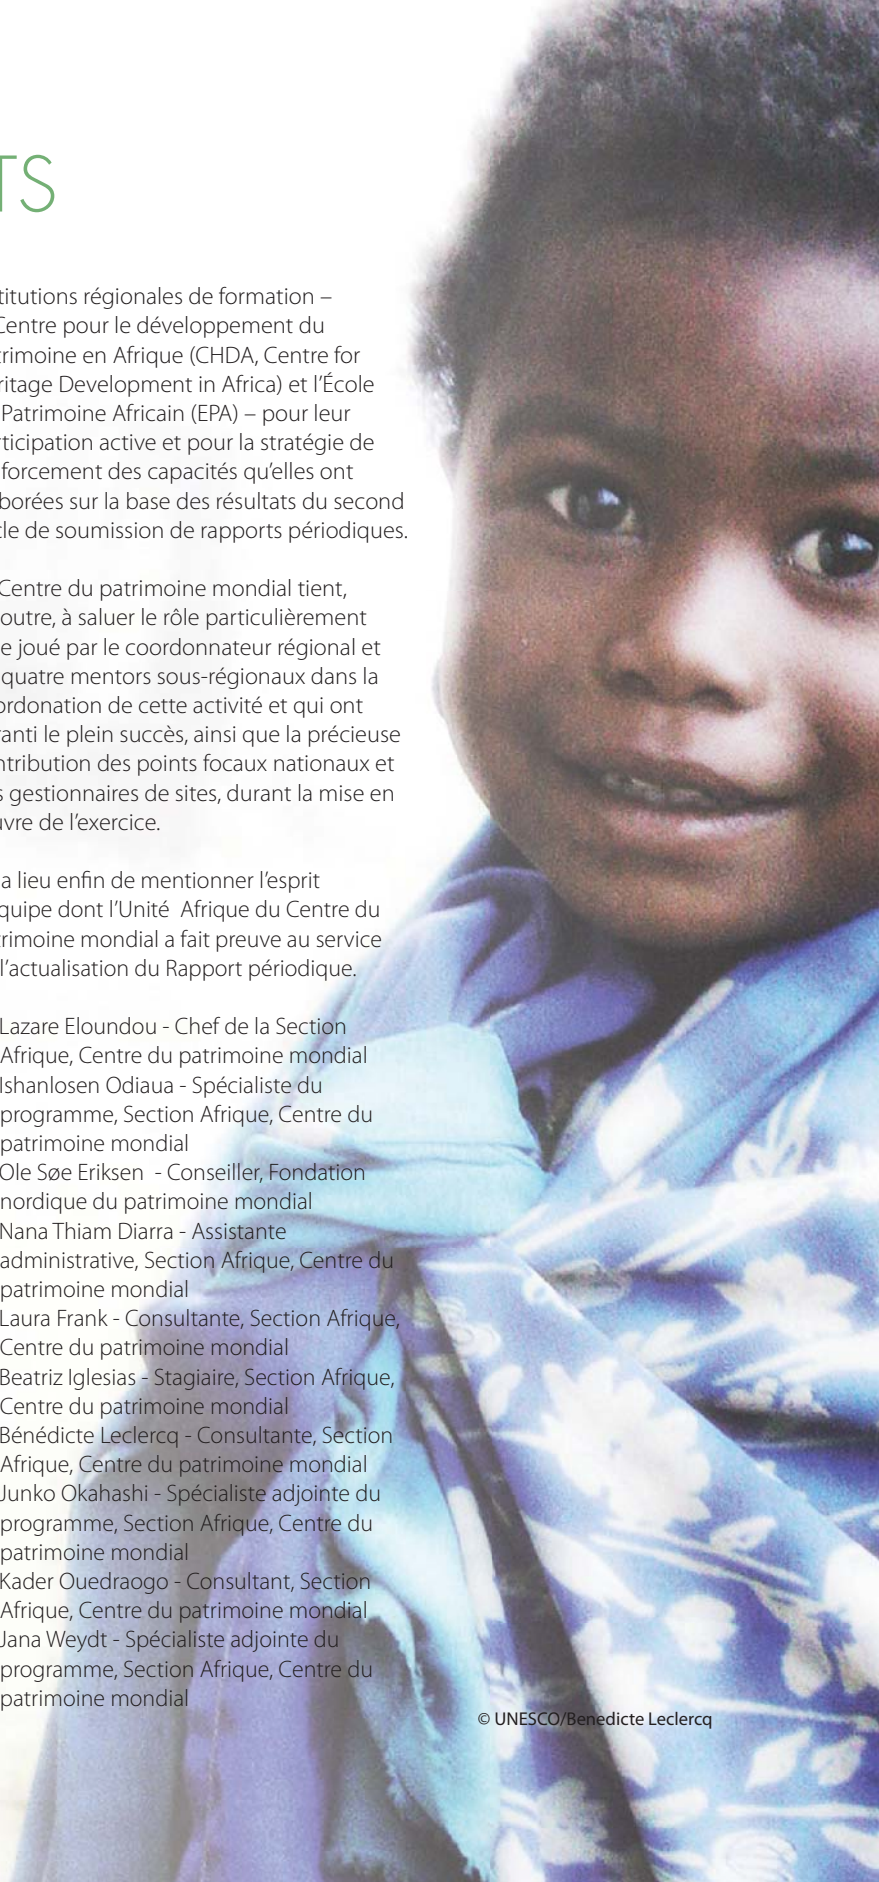 TS
titutions régionales de formation –
Centre pour le développement du
rimoine en Afrique (CHDA, Centre for
ritage Development in Africa) et l’École
Patrimoine Africain (EPA) – pour leur
ticipation active et pour la stratégie de
forcement des capacités qu’elles ont
borées sur la base des résultats du second
cle de soumission de rapports périodiques.
Centre du patrimoine mondial tient,
outre, à saluer le rôle particulièrement
e joué par le coordonnateur régional et
quatre mentors sous-régionaux dans la
ordonation de cette activité et qui ont
ranti le plein succès, ainsi que la précieuse
ntribution des points focaux nationaux et
s gestionnaires de sites, durant la mise en
uvre de l’exercice.
a lieu enfin de mentionner l’esprit
quipe dont l’Unité  Afrique du Centre du
rimoine mondial a fait preuve au service
l’actualisation du Rapport périodique.
Lazare Eloundou - Chef de la Section
Afrique, Centre du patrimoine mondial
Ishanlosen Odiaua - Spécialiste du
programme, Section Afrique, Centre du
patrimoine mondial
Ole Søe Eriksen  - Conseiller, Fondation
nordique du patrimoine mondial
Nana Thiam Diarra - Assistante
administrative, Section Afrique, Centre du
patrimoine mondial
Laura Frank - Consultante, Section Afrique,
Centre du patrimoine mondial
Beatriz Iglesias - Stagiaire, Section Afrique,
Centre du patrimoine mondial
Bénédicte Leclercq - Consultante, Section
Afrique, Centre du patrimoine mondial
Junko Okahashi - Spécialiste adjointe du
programme, Section Afrique, Centre du
patrimoine mondial
Kader Ouedraogo - Consultant, Section
Afrique, Centre du patrimoine mondial
Jana Weydt - Spécialiste adjointe du
programme, Section Afrique, Centre du
patrimoine mondial
© UNESCO/Benedicte Leclercq